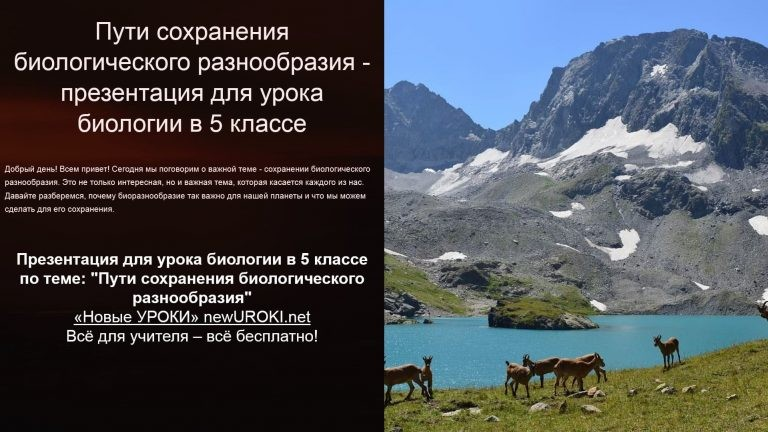 Пути сохранения
биологического разнообразия -
презентация для урока
биологии в 5 классе
Добрый день! Всем привет! Сегодня мы поговорим о важной теме - сохранении биологического
разнообразия. Это не только интересная, но и важная тема, которая касается каждого из нас.
Давайте разберемся, почему биоразнообразие так важно для нашей планеты и что мы можем
сделать для его сохранения.
Презентация для урока биологии в 5 классе
по теме: "Пути сохранения биологического
разнообразия"
«Новые УРОКИ» newUROKI.net
Всё для учителя – всё бесплатно!